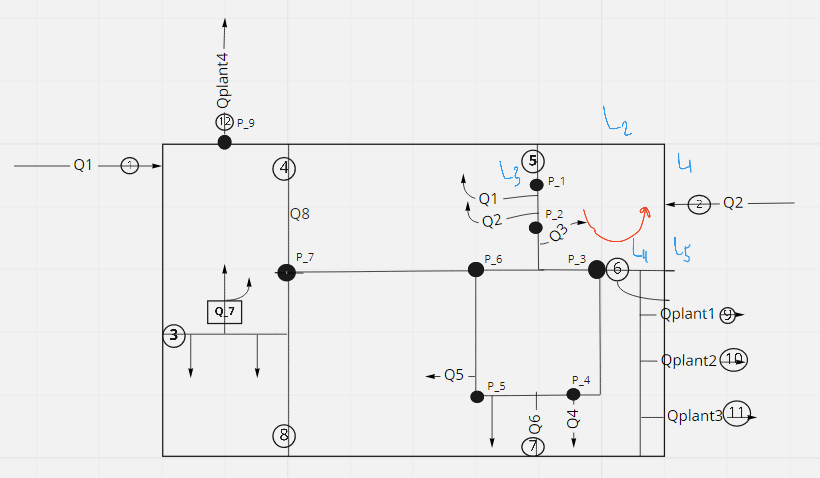 Qplant4
12 P_9
L2
Q1 1
4
5
L3
L1
P_1
Q1
Q2
2 Q2
Q8
P_2
Q3
L4
L5
P_7
P_6
P_3
6
Q_7
Qplant1 9
3
Qplant2 10
Q5
P_5
P_4
Qplant3 11
Q6
Q4
8
7